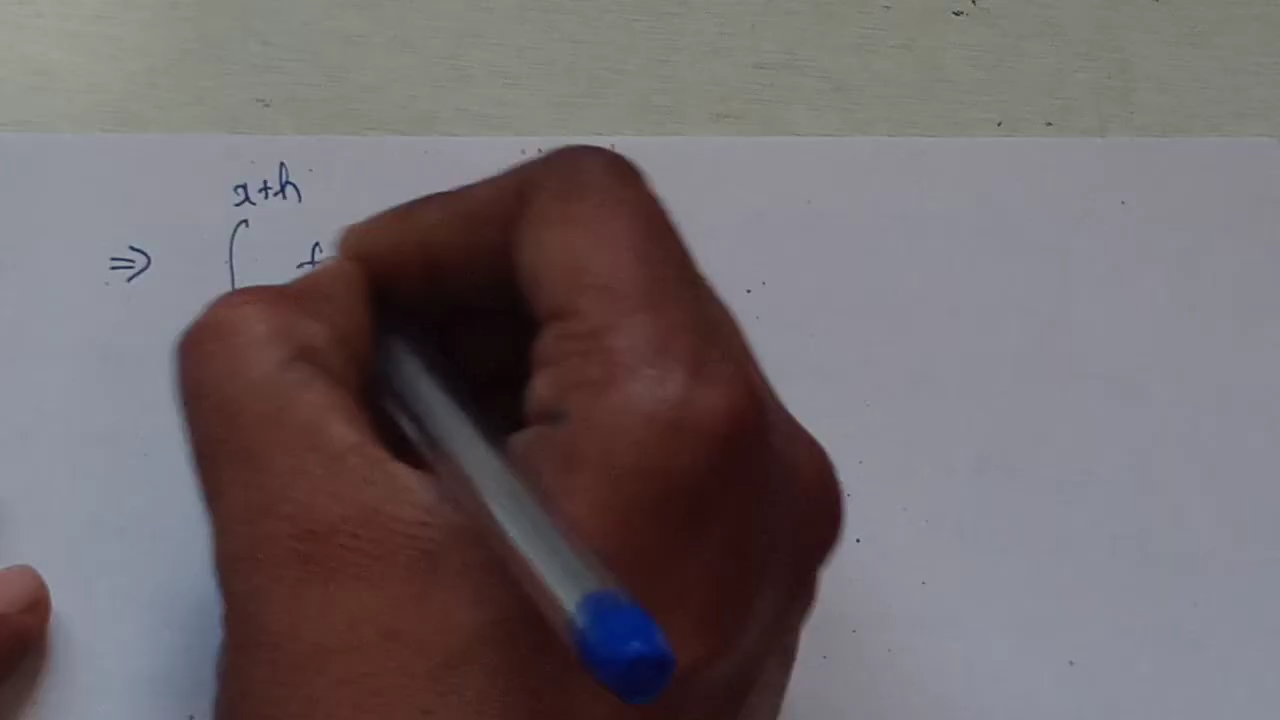 x+h
⇒ ∫ f